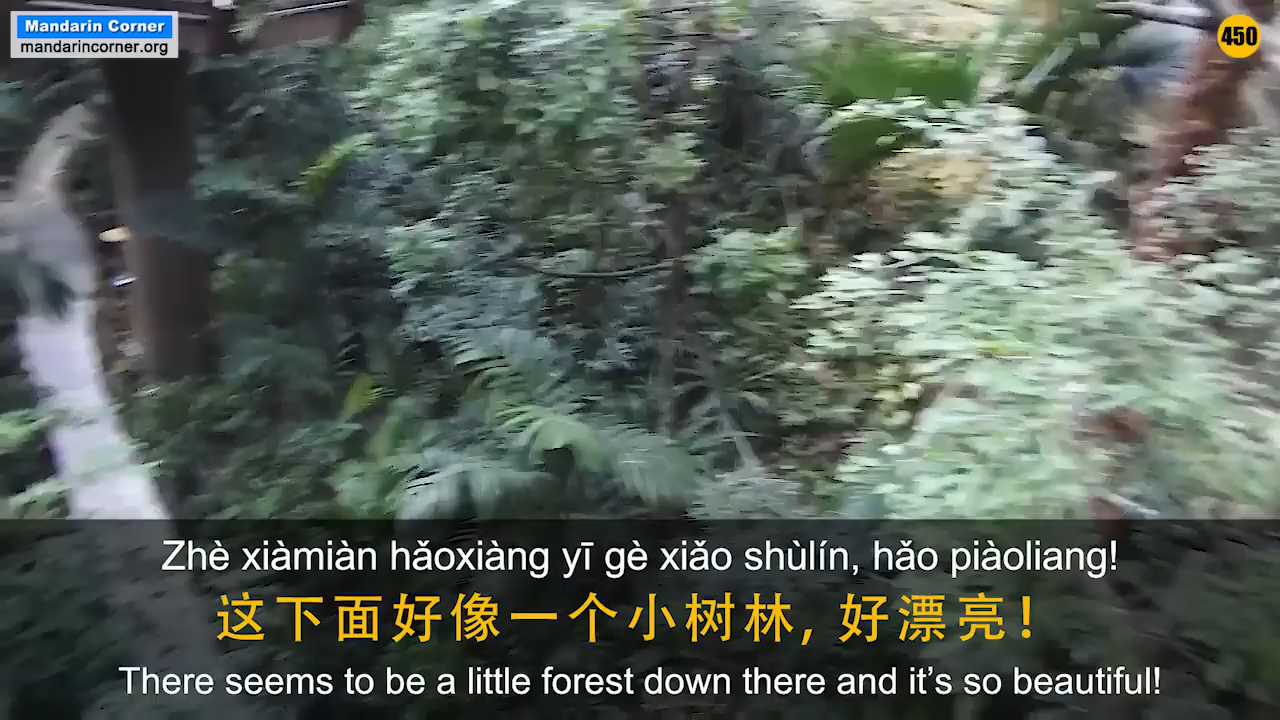 Mandarin Corner
mandarincorner.org
450
Zhè xiàmiàn hǎoxiàng yī gè xiǎo shùlín, hǎo piàoliang!
这下面好像一个小树林, 好漂亮!
There seems to be a little forest down there and it’s so beautiful!